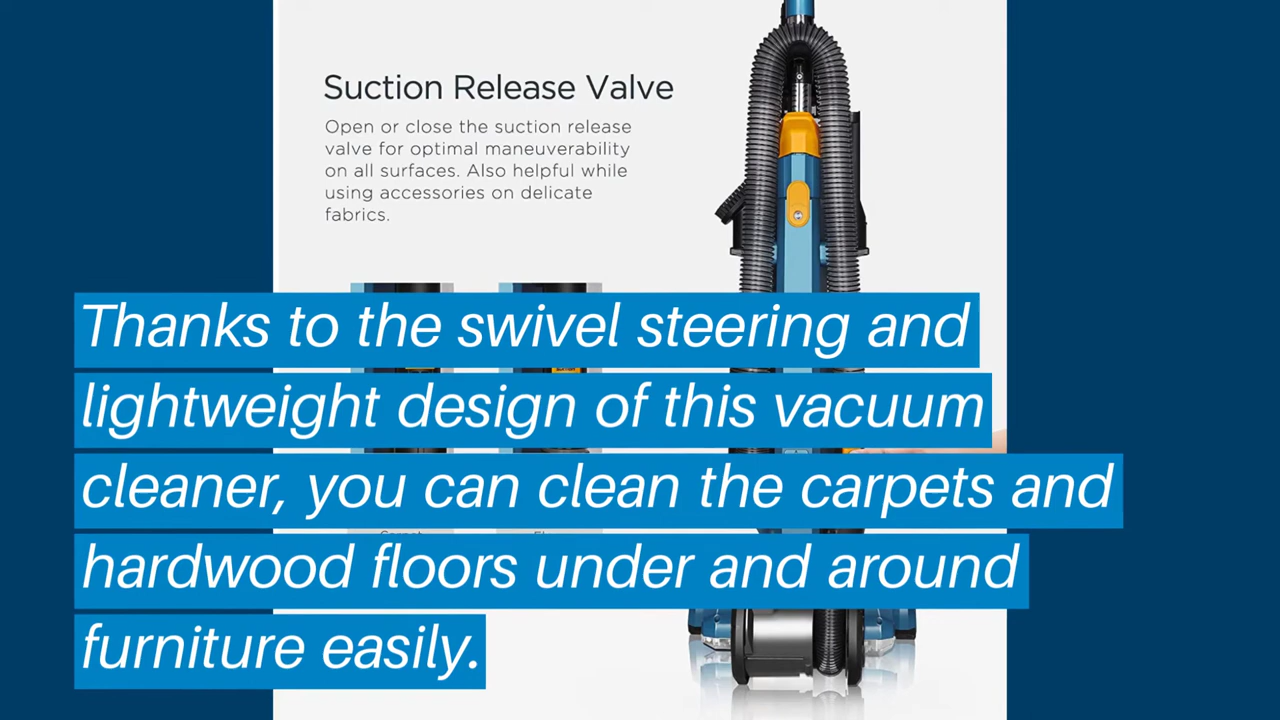 Suction Release Valve
Open or close the suction release
valve for optimal maneuverability
on all surfaces. Also helpful while
using accessories on delicate
fabrics.
Thanks to the swivel steering and
lightweight design of this vacuum
cleaner, you can clean the carpets and
hardwood floors under and around
furniture easily.